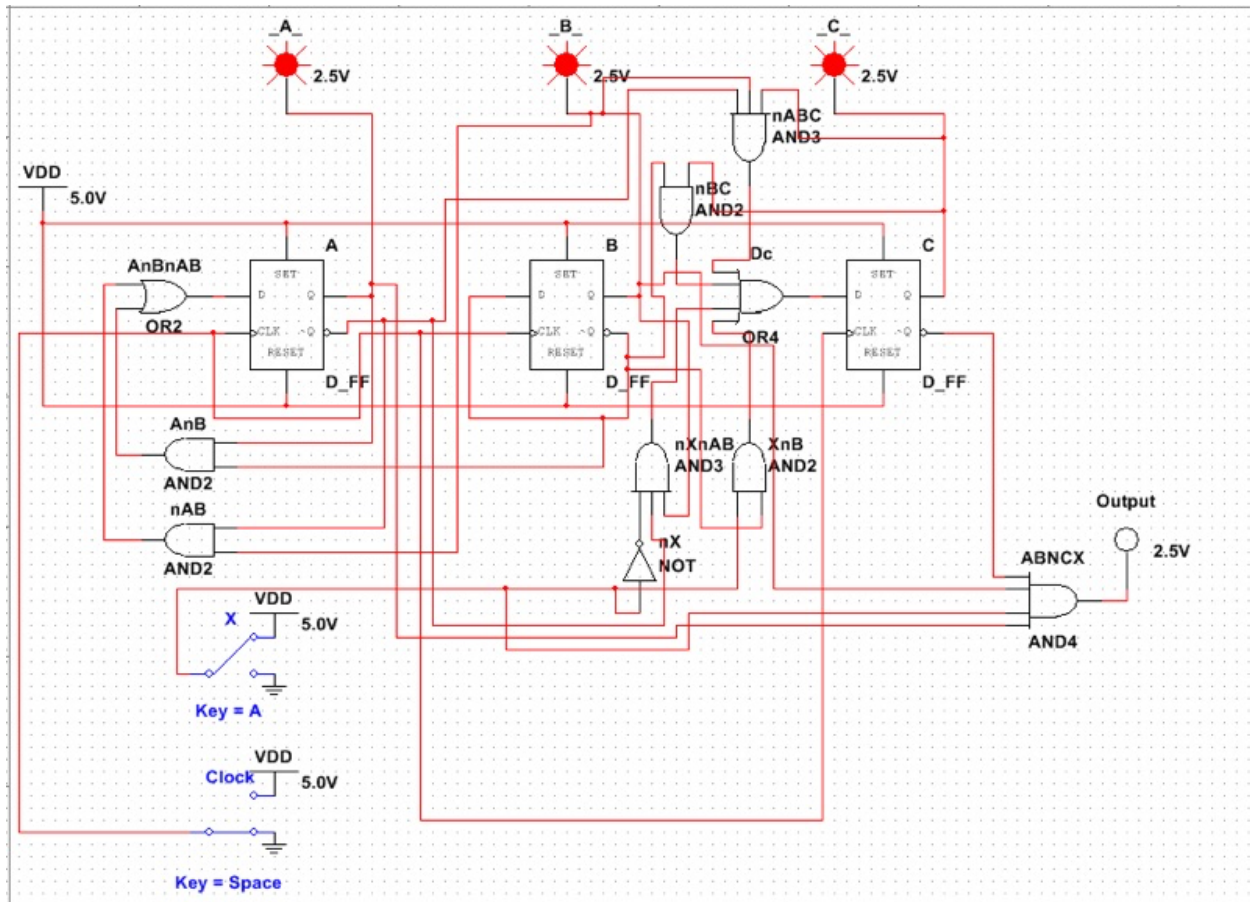 _A_
_B_
_C_
2.5V
2.5V
2.5V
nABC
AND3
VDD
5.0V
nBC
AND2
A
B
C
AnBnAB
OR2
Dc
OR4
SET
D
Q
CLK
~Q
RESET
D_FF
SET
D
Q
CLK
~Q
RESET
D_FF
SET
D
Q
CLK
~Q
RESET
D_FF
AnB
AND2
nXnAB
AND3
XnB
AND2
nAB
AND2
nX
NOT
Output
2.5V
ABNCX
AND4
VDD
X
5.0V
Key = A
VDD
Clock
5.0V
Key = Space